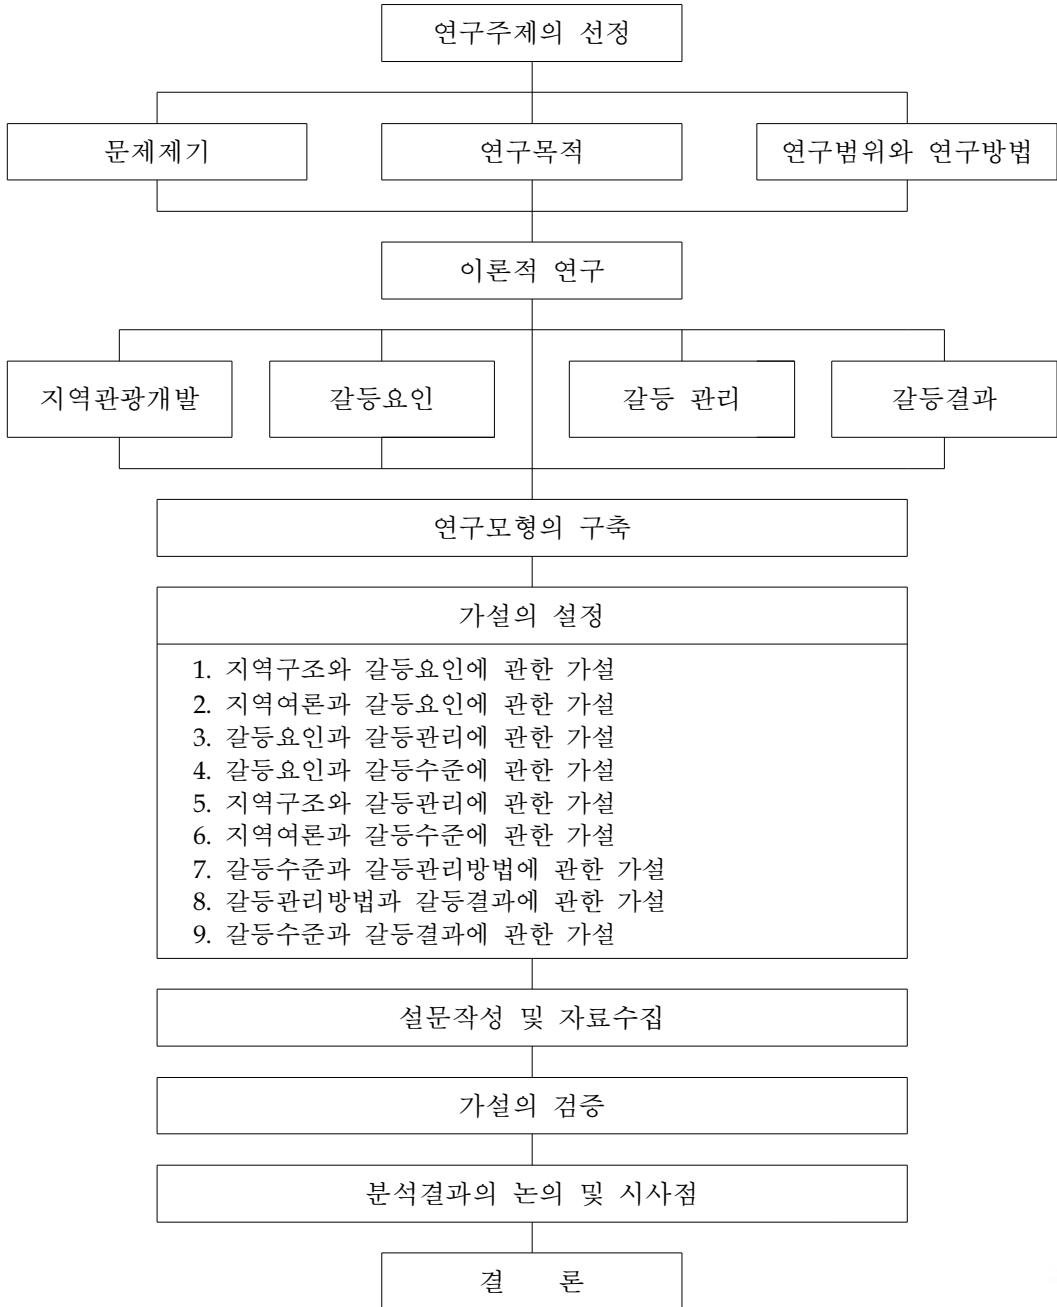 연구주제의 선정
문제제기
연구목적
연구범위와 연구방법
이론적 연구
지역관광개발
갈등요인
갈등 관리
갈등결과
연구모형의 구축
가설의 설정
1. 지역구조와 갈등요인에 관한 가설
2. 지역여론과 갈등요인에 관한 가설
3. 갈등요인과 갈등관리에 관한 가설
4. 갈등요인과 갈등수준에 관한 가설
5. 지역구조와 갈등관리에 관한 가설
6. 지역여론과 갈등수준에 관한 가설
7. 갈등수준과 갈등관리방법에 관한 가설
8. 갈등관리방법과 갈등결과에 관한 가설
9. 갈등수준과 갈등결과에 관한 가설
설문작성 및 자료수집
가설의 검증
분석결과의 논의 및 시사점
결 론